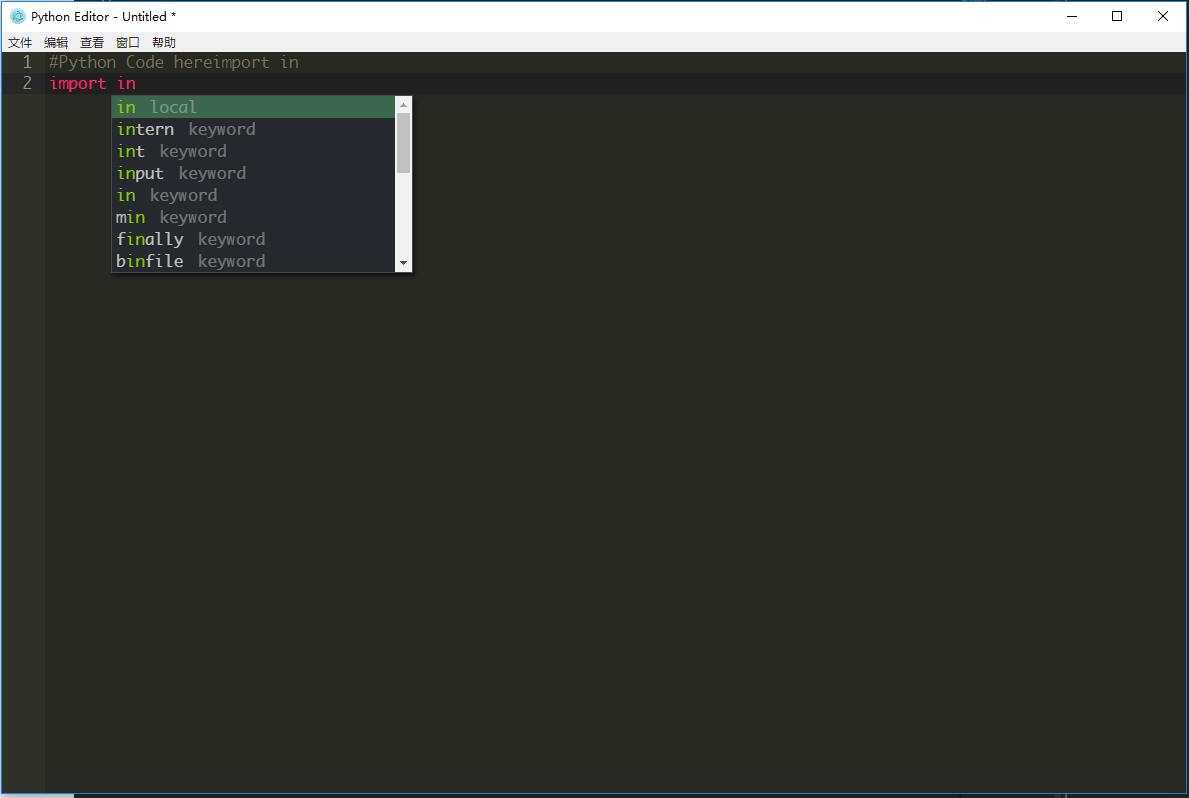 Python Editor - Untitled *
文件 编辑 查看 窗口 帮助
1 #Python Code hereimport in
2 import in
in local
intern keyword
int keyword
input keyword
in keyword
min keyword
finally keyword
binfile keyword